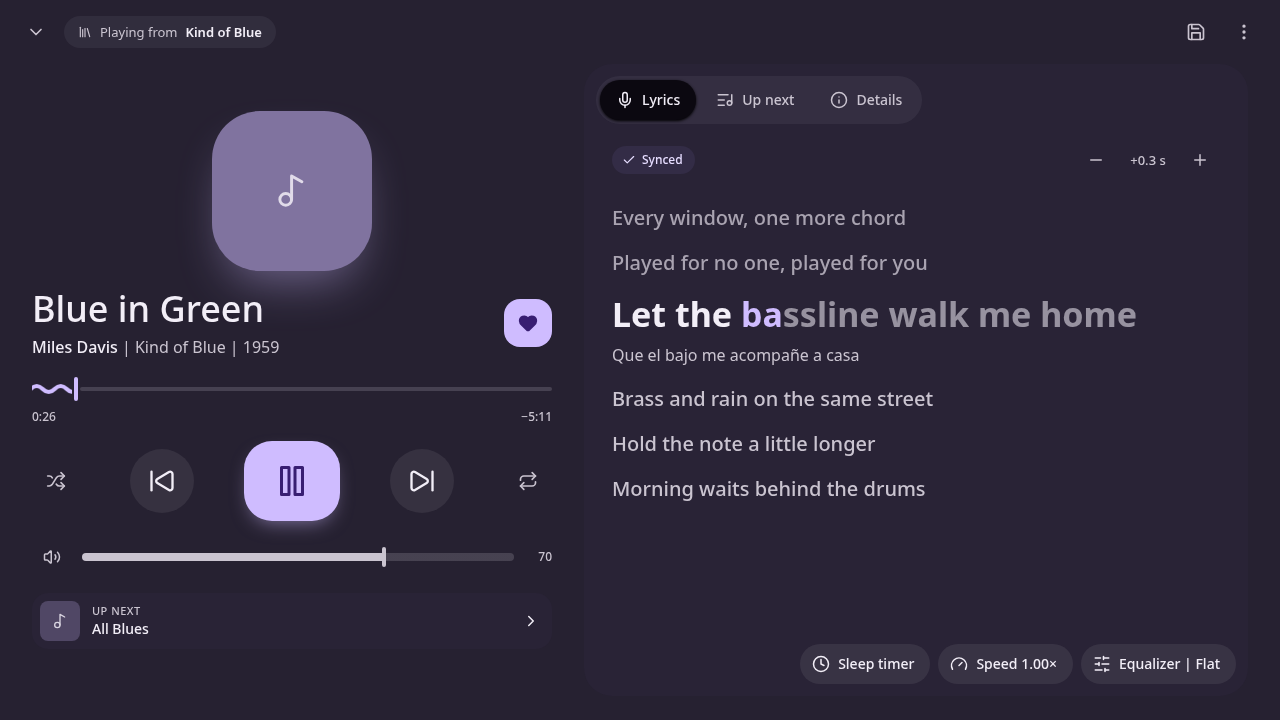 Playing from Kind of Blue
Blue in Green
Miles Davis | Kind of Blue | 1959
0:26
−5:11
70
UP NEXT
All Blues
Lyrics
Up next
Details
Synced
+0.3 s
Every window, one more chord
Played for no one, played for you
Let the bassline walk me home
Que el bajo me acompañe a casa
Brass and rain on the same street
Hold the note a little longer
Morning waits behind the drums
Sleep timer
Speed 1.00×
Equalizer | Flat